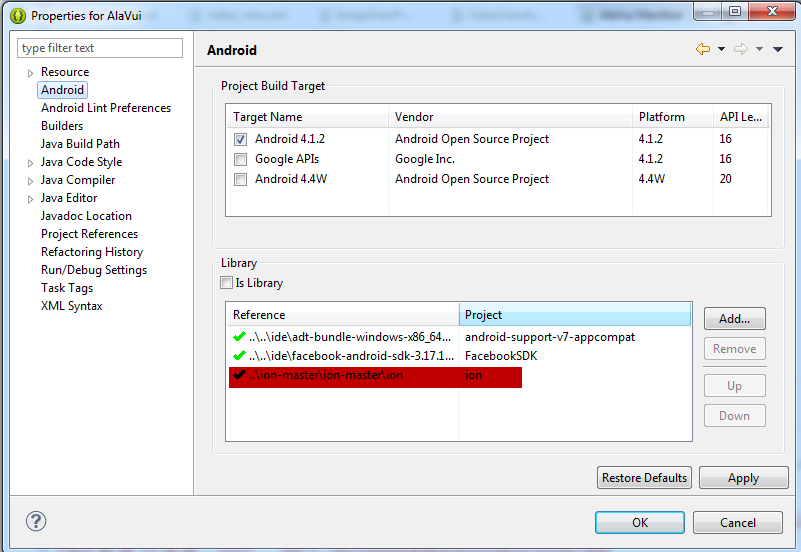 Properties for AlaVui
type filter text
Resource
Android
Android Lint Preferences
Builders
Java Build Path
Java Code Style
Java Compiler
Java Editor
Javadoc Location
Project References
Refactoring History
Run/Debug Settings
Task Tags
XML Syntax
Android
Project Build Target
Target Name Vendor Platform API Le...
Android 4.1.2 Android Open Source Project 4.1.2 16
Google APIs Google Inc. 4.1.2 16
Android 4.4W Android Open Source Project 4.4W 20
Library
Is Library
Reference Project
..\..\ide\adt-bundle-windows-x86_64... android-support-v7-appcompat
..\..\ide\facebook-android-sdk-3.17.1... FacebookSDK
..\ion-master\ion-master\ion ion
Add...
Remove
Up
Down
Restore Defaults Apply
? OK Cancel